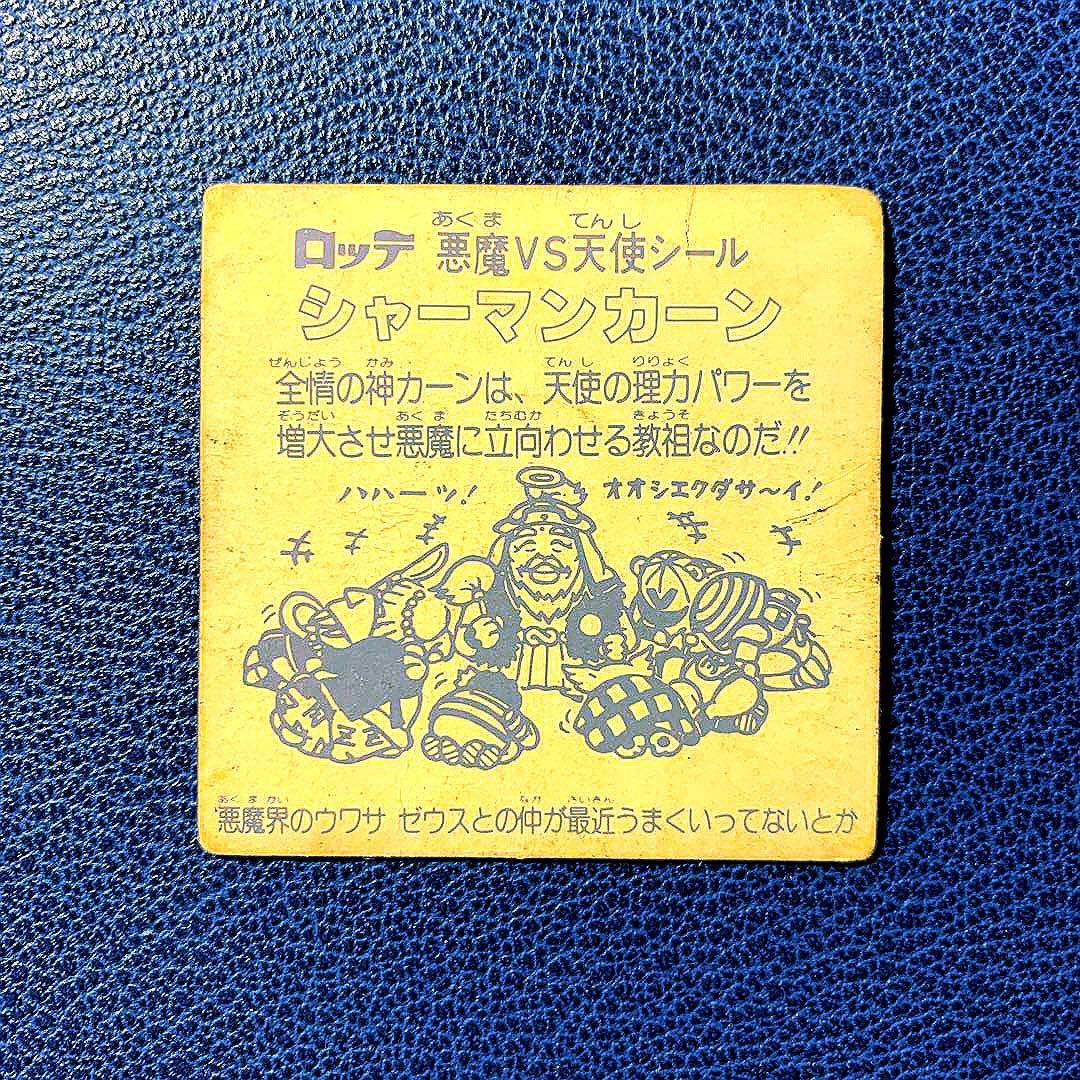 あくま てんし
ロッテ 悪魔VS天使シール
シャーマンカーン
ぜんじょう かみ てんし りりょく
全情の神カーンは、天使の理力パワーを
ぞうだい あくま たちむか きょうそ
増大させ悪魔に立向わせる教祖なのだ!!
ハハーッ! オオシエクダサ〜イ!
あくまかい なか さいきん
悪魔界のウワサ ゼウスとの仲が最近うまくいってないとか